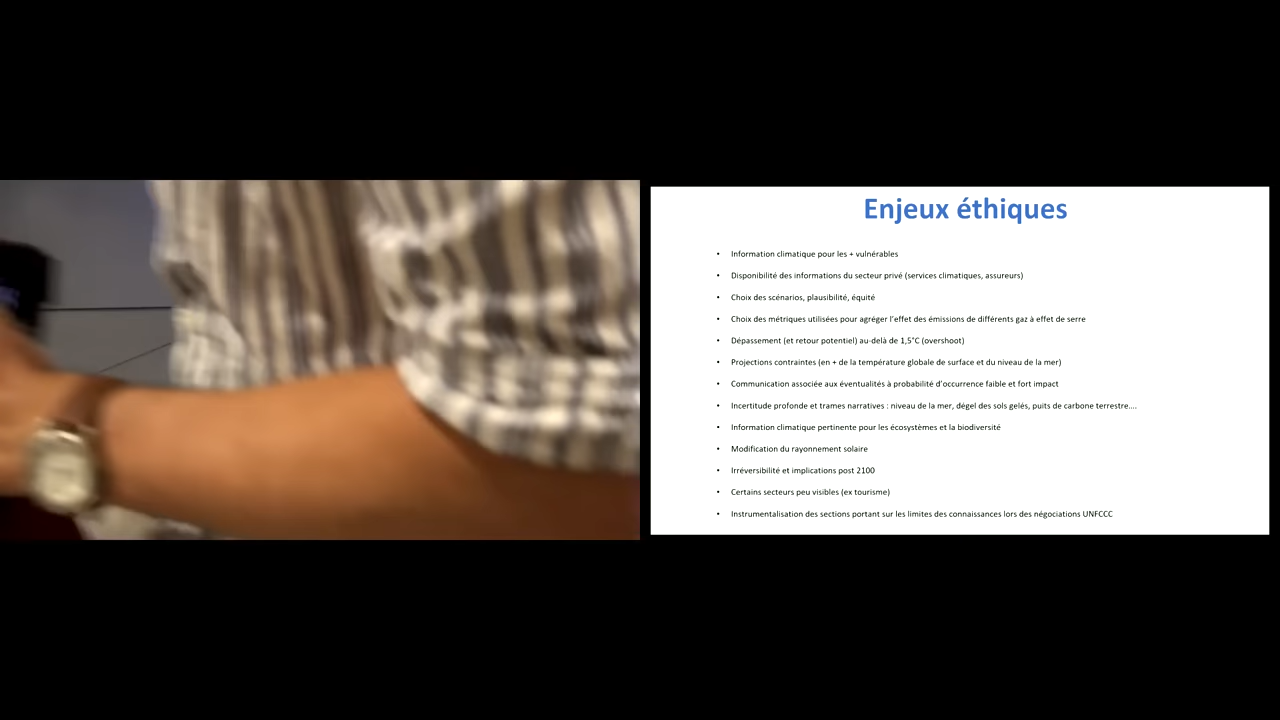 Enjeux éthiques
• Information climatique pour les + vulnérables
• Disponibilité des informations du secteur privé (services climatiques, assureurs)
• Choix des scénarios, plausibilité, équité
• Choix des métriques utilisées pour agréger l'effet des émissions de différents gaz à effet de serre
• Dépassement (et retour potentiel) au-delà de 1,5°C (overshoot)
• Projections contraintes (en + de la température globale de surface et du niveau de la mer)
• Communication associée aux éventualités à probabilité d'occurrence faible et fort impact
• Incertitude profonde et trames narratives : niveau de la mer, dégel des sols gelés, puits de carbone terrestre....
• Information climatique pertinente pour les écosystèmes et la biodiversité
• Modification du rayonnement solaire
• Irréversibilité et implications post 2100
• Certains secteurs peu visibles (ex tourisme)
• Instrumentalisation des sections portant sur les limites des connaissances lors des négociations UNFCCC